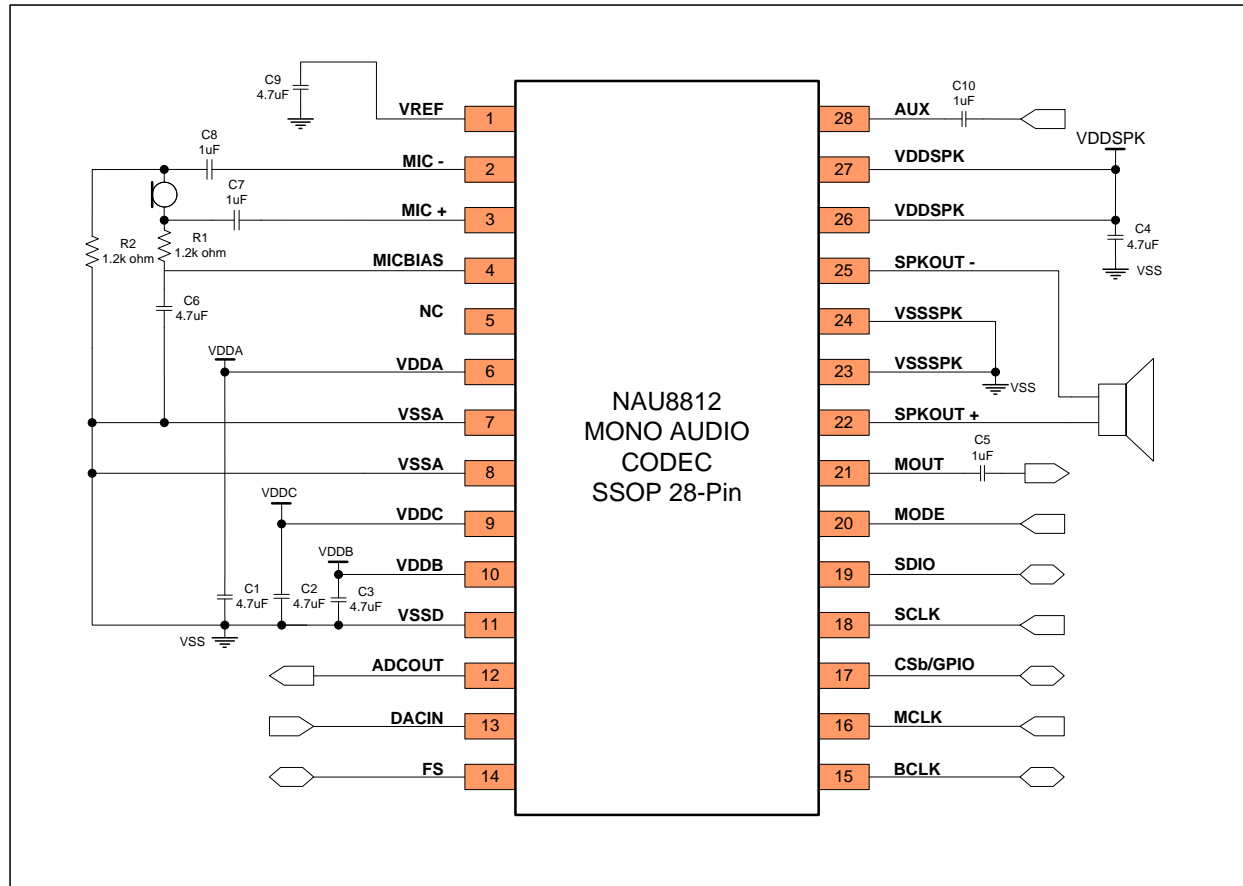 C9
4.7uF
VREF
1
C8
1uF
MIC -
2
C7
1uF
MIC +
3
R2
1.2k ohm
R1
1.2k ohm
MICBIAS
4
C6
4.7uF
NC
5
VDDA
VDDA
6
VSSA
7
VSSA
8
VDDC
VDDC
9
VDDB
VDDB
10
C1
4.7uF
C2
4.7uF
C3
4.7uF
VSS
VSSD
11
ADCOUT
12
DACIN
13
FS
14
NAU8812
MONO AUDIO
CODEC
SSOP 28-Pin
28
AUX
C10
1uF
27
VDDSPK
VDDSPK
26
VDDSPK
C4
4.7uF
VSS
25
SPKOUT -
24
VSSSPK
23
VSSSPK
VSS
22
SPKOUT +
21
MOUT
C5
1uF
20
MODE
19
SDIO
18
SCLK
17
CSb/GPIO
16
MCLK
15
BCLK